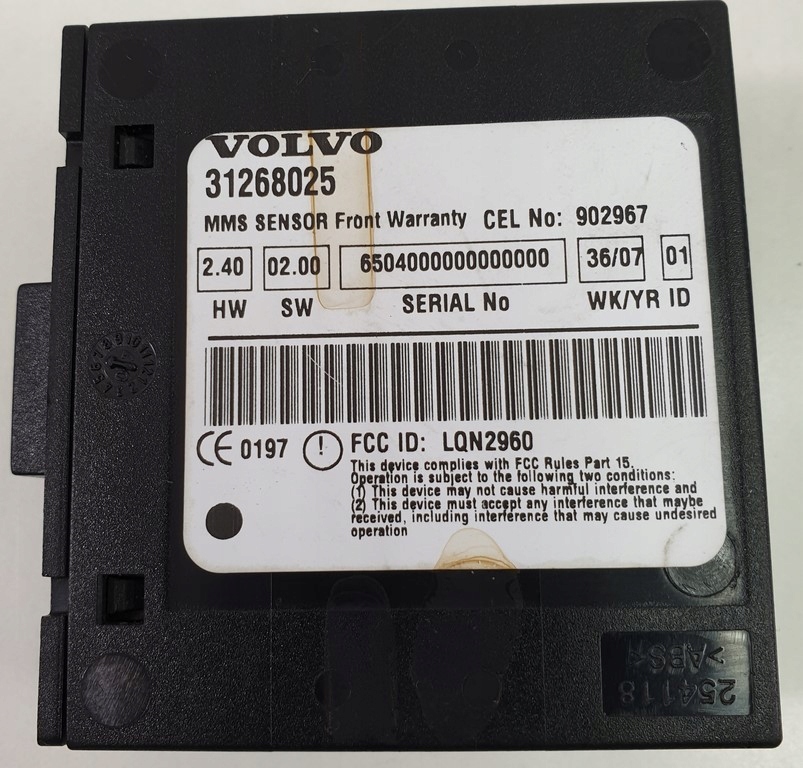 VOLVO
31268025
MMS SENSOR Front Warranty CEL No: 902967
2.40 02.00 6504000000000000 36/07 01
HW SW SERIAL No WK/YR ID
CE 0197 ! FCC ID: LQN2960
This device complies with FCC Rules Part 15.
Operation is subject to the following two conditions:
(1) This device may not cause harmful interference and
(2) This device must accept any interference that maybe
received, including interference that may cause undesired
operation
>ABS<
254118